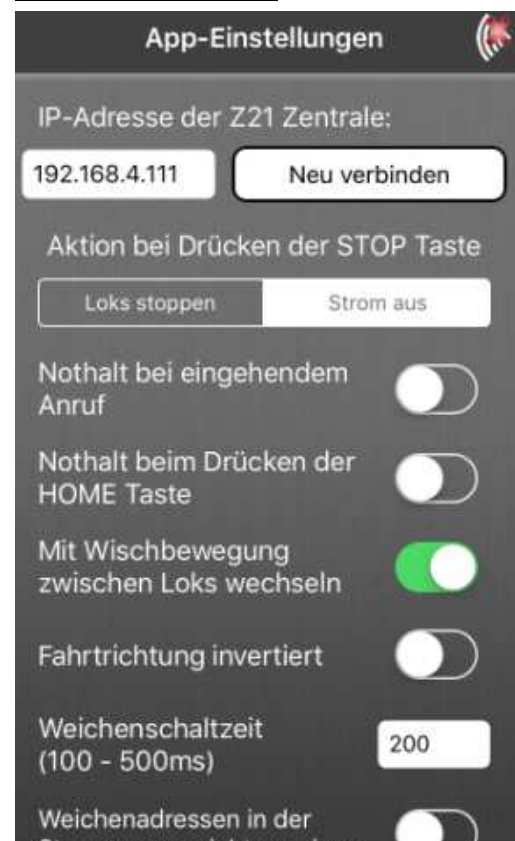 App-Einstellungen
IP-Adresse der Z21 Zentrale:
192.168.4.111 Neu verbinden
Aktion bei Drücken der STOP Taste
Loks stoppen Strom aus
Nothalt bei eingehendem
Anruf
Nothalt beim Drücken der
HOME Taste
Mit Wischbewegung
zwischen Loks wechseln
Fahrtrichtung invertiert
Weichenschaltzeit
(100 - 500ms) 200
Weichenadressen in der